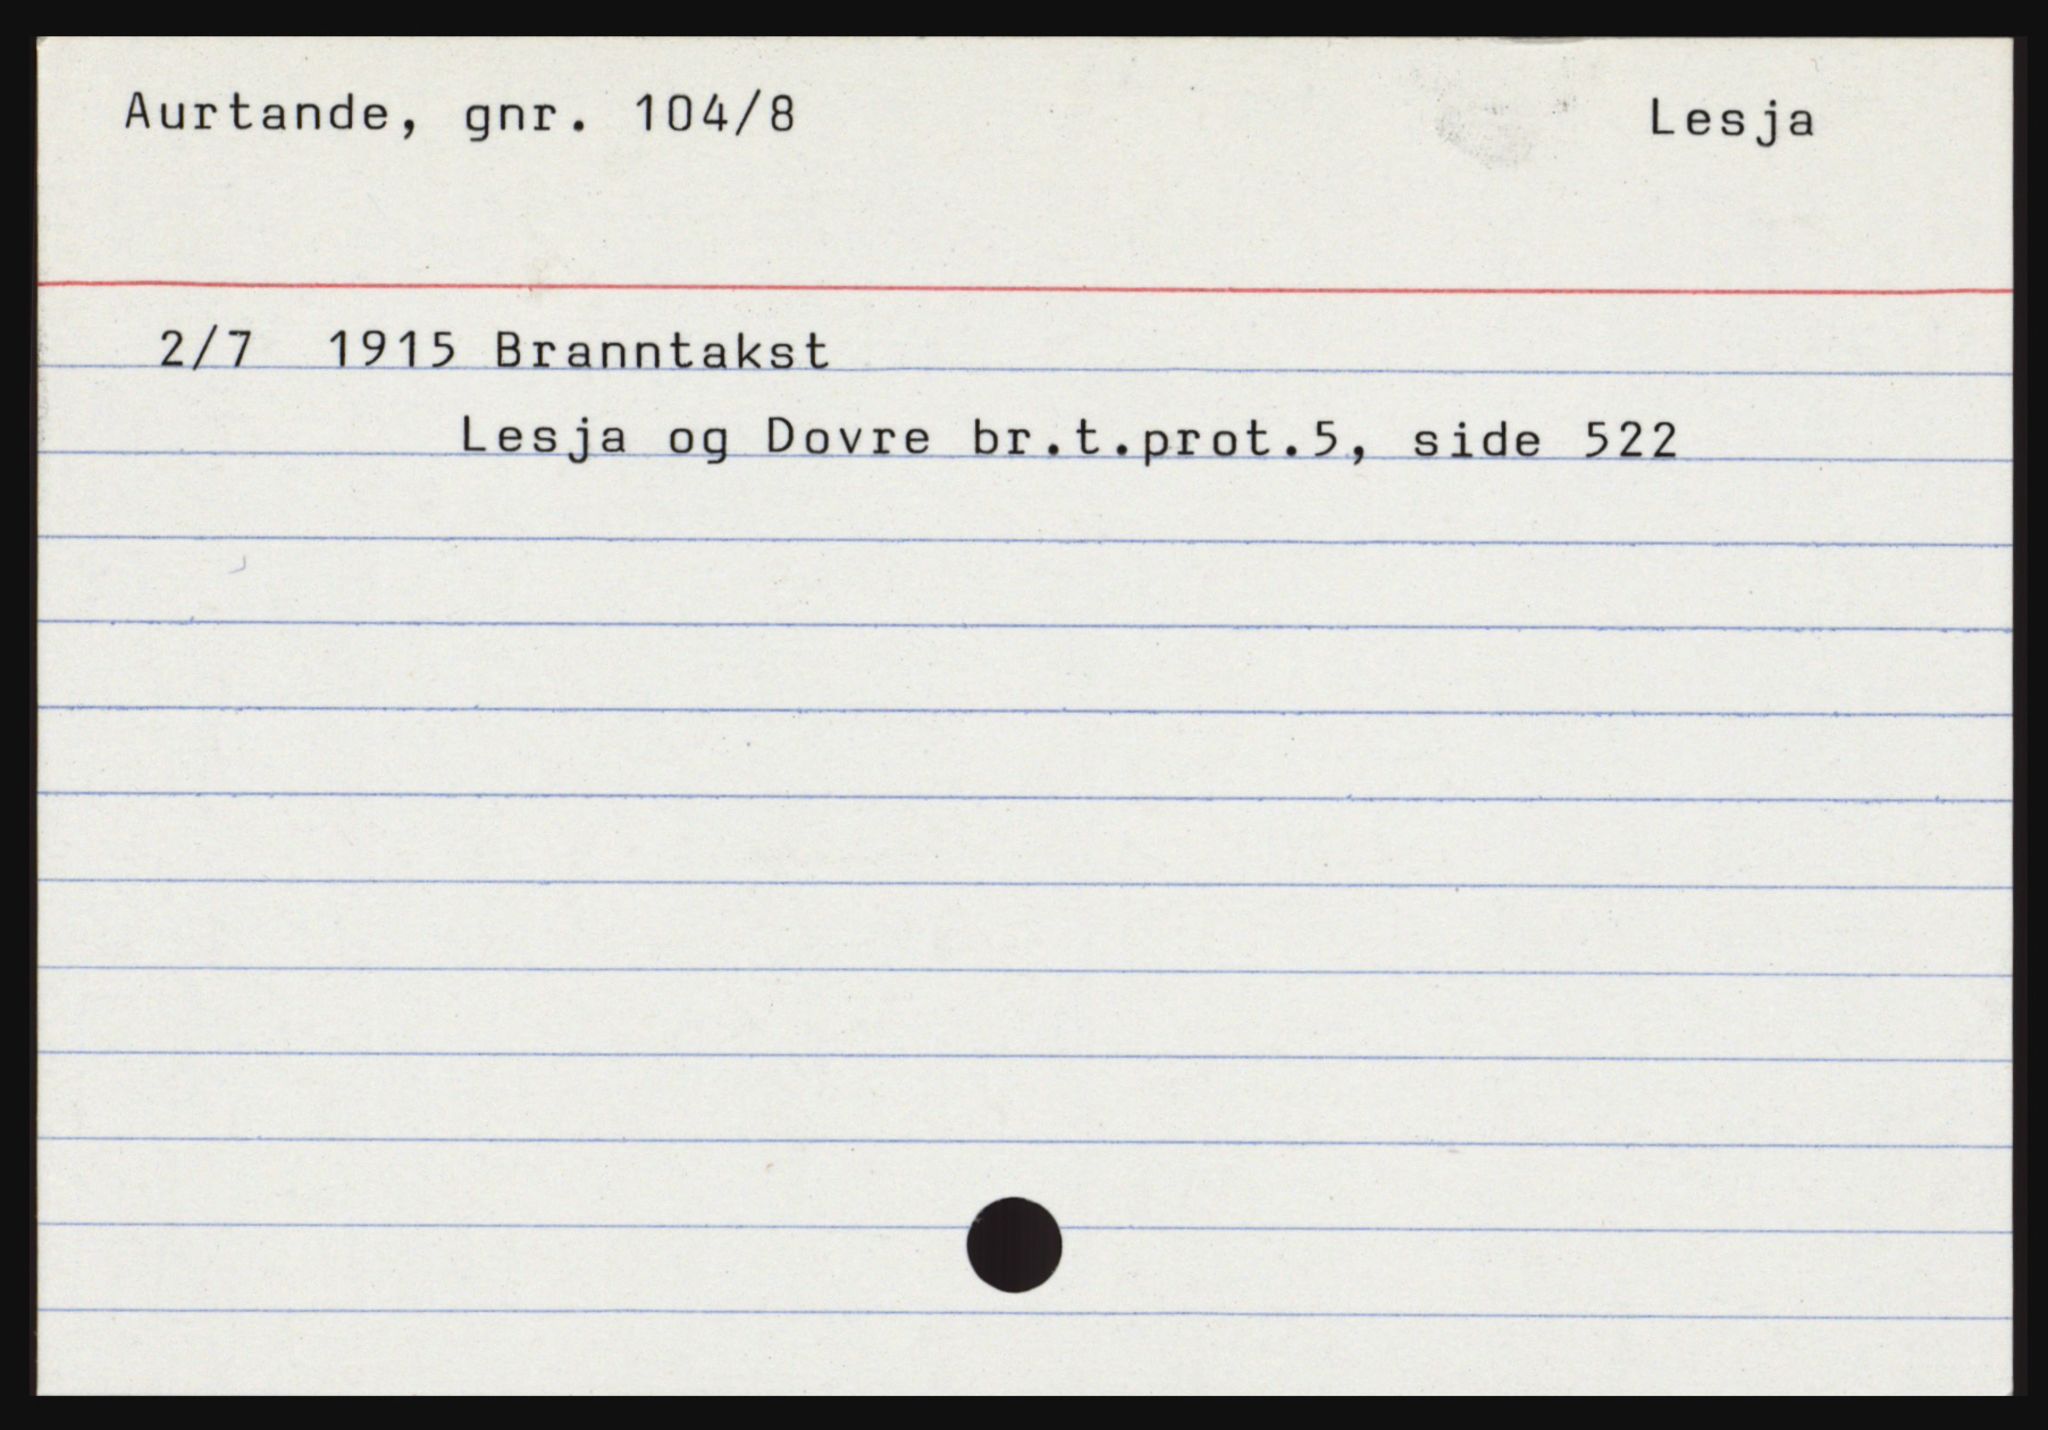 Aurtande, gnr. 104/8 Lesja
2/7 1915 Branntakst
Lesja og Dovre br.t.prot.5, side 522